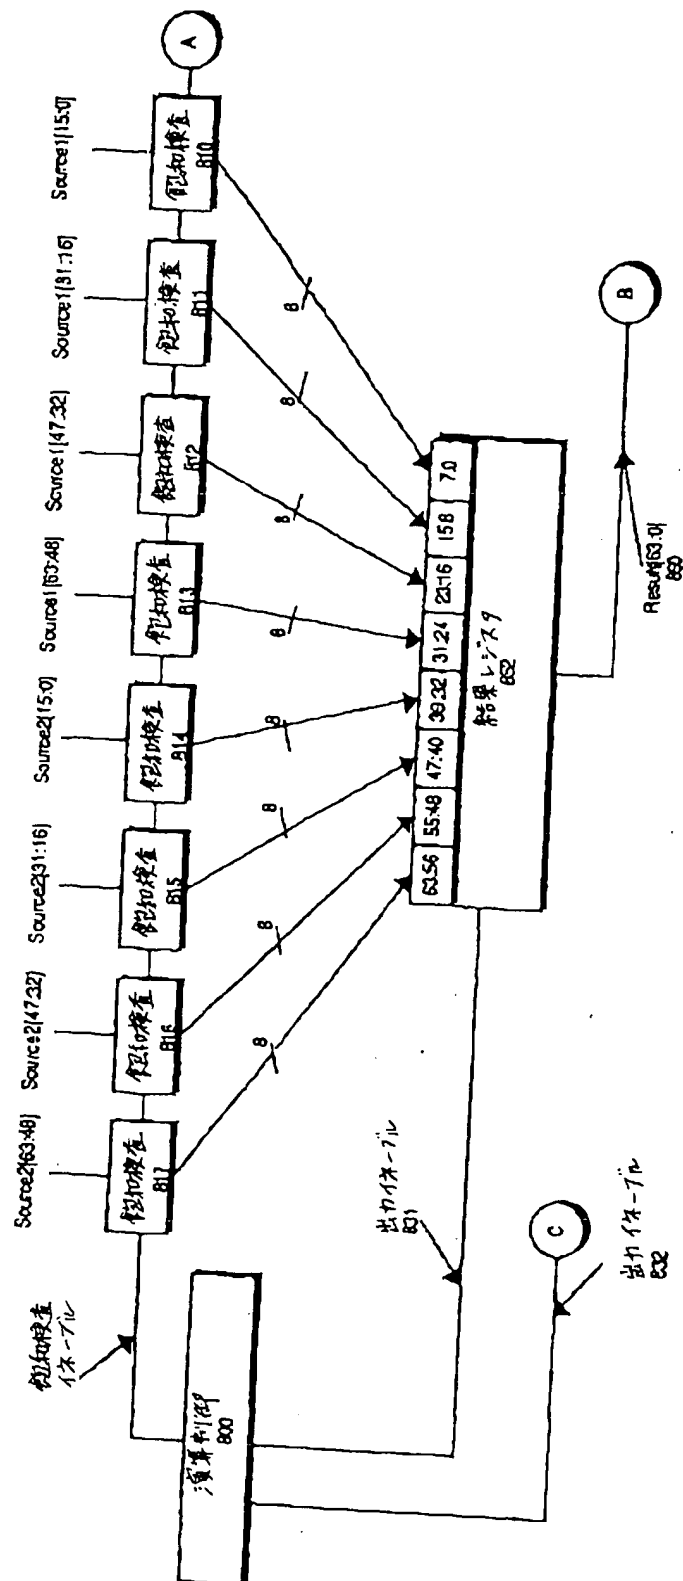 Source2[63:48]
Source2[47:32]
Source2[31:16]
Source2[15:0]
Source1[63:48]
Source1[47:32]
Source1[31:16]
Source1[15:0]
飽和検査
イネーブル
飽和検査
817
飽和検査
816
飽和検査
815
飽和検査
814
飽和検査
813
飽和検査
812
飽和検査
811
飽和検査
810
A
8
8
8
8
8
8
8
8
演算制御
800
63:56
55:48
47:40
39:32
31:24
23:16
15:8
7:0
結果レジスタ
852
出力イネーブル
831
C
出力イネーブル
832
Result[63:0]
860
B